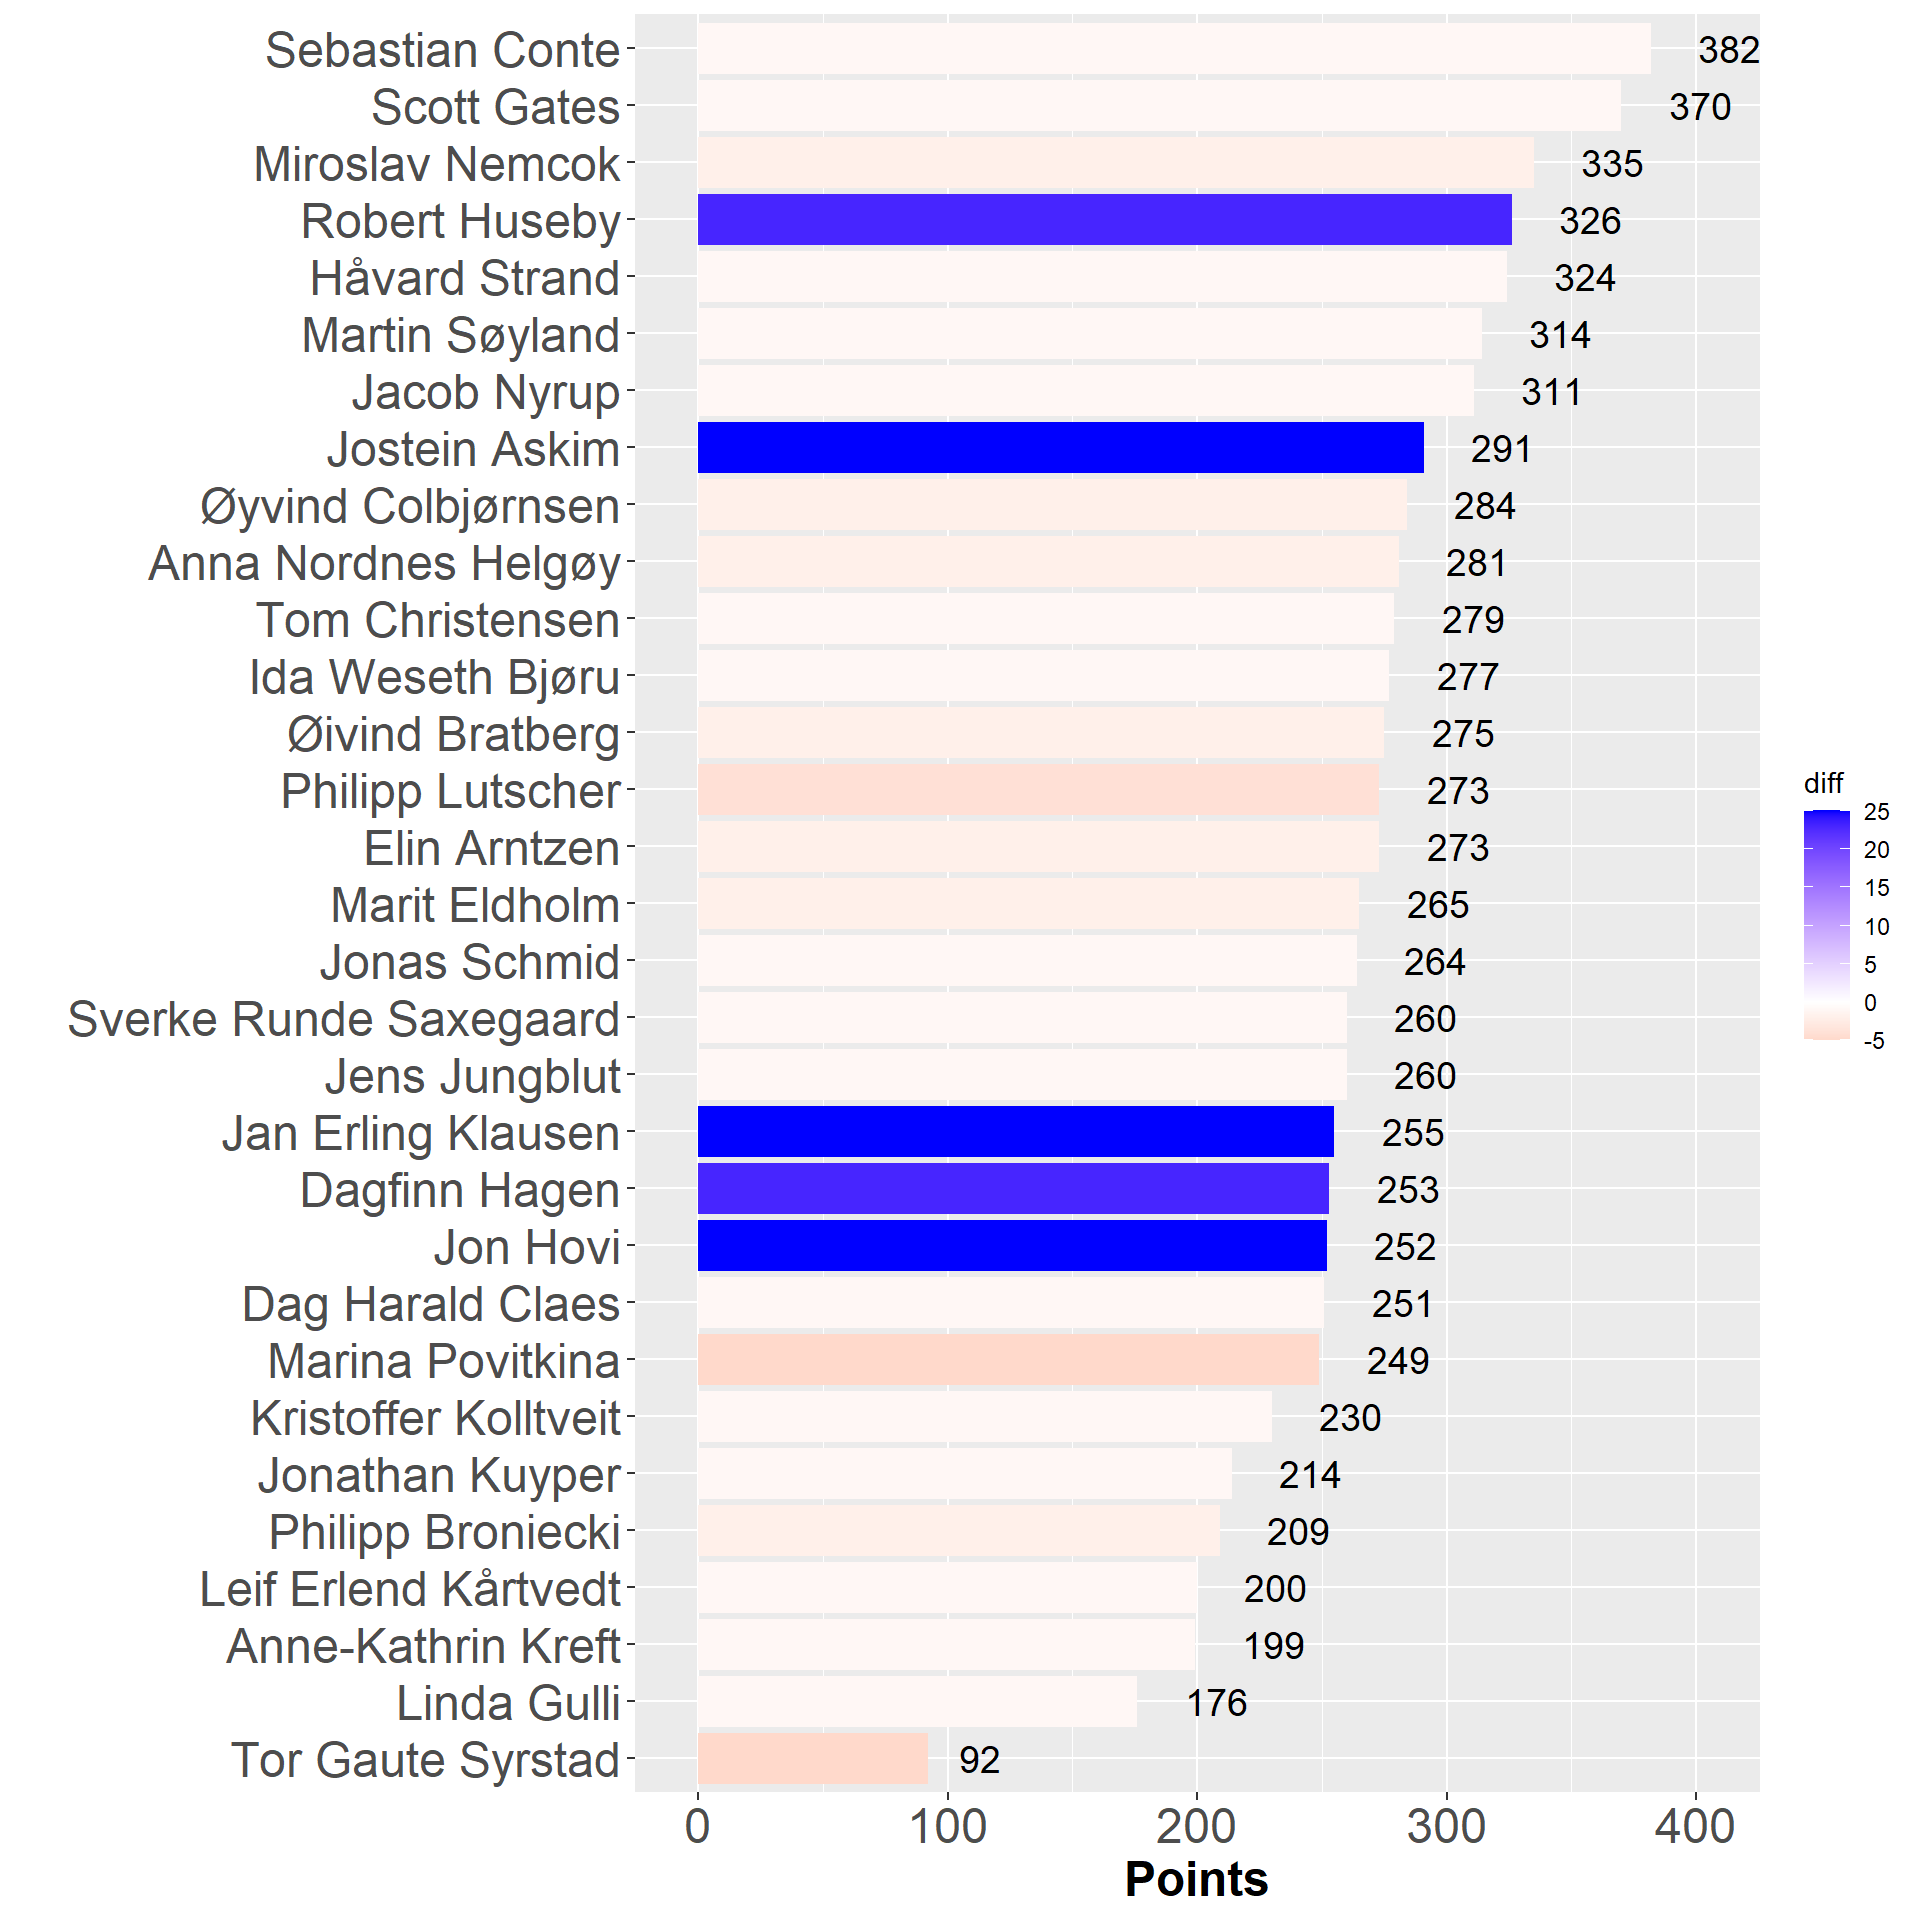 Sebastian Conte 382
Scott Gates 370
Miroslav Nemcok 335
Robert Huseby 326
Håvard Strand 324
Martin Søyland 314
Jacob Nyrup 311
Jostein Askim 291
Øyvind Colbjørnsen 284
Anna Nordnes Helgøy 281
Tom Christensen 279
Ida Weseth Bjøru 277
Øivind Bratberg 275
Philipp Lutscher 273
Elin Arntzen 273
Marit Eldholm 265
Jonas Schmid 264
Sverke Runde Saxegaard 260
Jens Jungblut 260
Jan Erling Klausen 255
Dagfinn Hagen 253
Jon Hovi 252
Dag Harald Claes 251
Marina Povitkina 249
Kristoffer Kolltveit 230
Jonathan Kuyper 214
Philipp Broniecki 209
Leif Erlend Kårtvedt 200
Anne-Kathrin Kreft 199
Linda Gulli 176
Tor Gaute Syrstad 92
0 100 200 300 400
Points
diff
25
20
15
10
5
0
-5